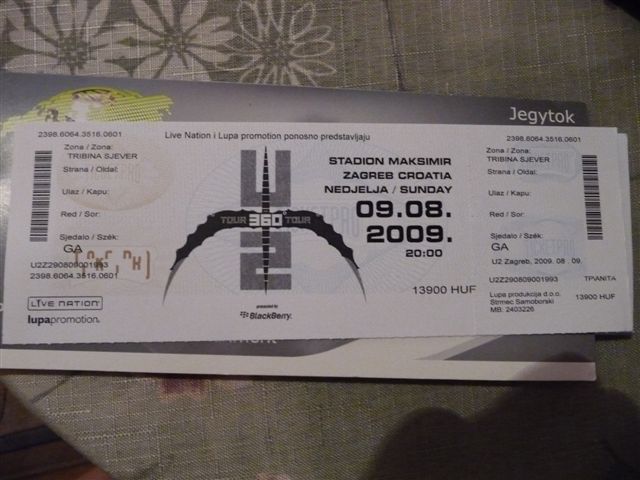 Jegytok
2398.6064.3516.0601
Zona / Zona:
TRIBINA SJEVER
Strana / Oldal:
Ulaz / Kapu:
Red / Sor:
Sjedalo / Szék:
GA
U2Z290809001993
2398.6064.3516.0601
LIVE NATION
lupapromotion.
Live Nation i Lupa promotion ponosno predstavljaju
U2
TOUR 360° TOUR
presented by
BlackBerry.
STADION MAKSIMIR
ZAGREB CROATIA
NEDJELJA / SUNDAY
09.08.
2009.
20:00
13900 HUF
2398.6064.3516.0601
Zona / Zona:
TRIBINA SJEVER
Strana / Oldal:
Ulaz / Kapu:
Red / Sor:
Sjedalo / Szék:
GA
U2 Zagreb, 2009. 08 . 09.
U2Z290809001993 TPVANITA
Lupa produkcija d.o.o. 13900 HUF
Strmec Samoborski
MB: 2403226